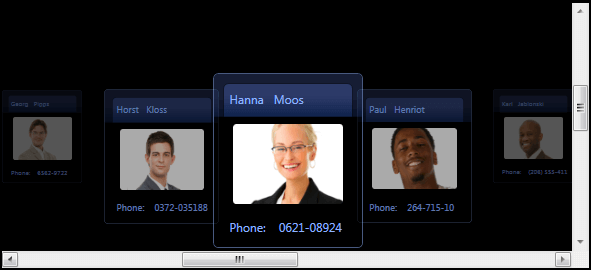 Georg Pipps
Phone: 6562-9722
Horst Kloss
Phone: 0372-035188
Hanna Moos
Phone: 0621-08924
Paul Henriot
Phone: 264-715-10
Karl Jablonski
Phone: (206) 555-411